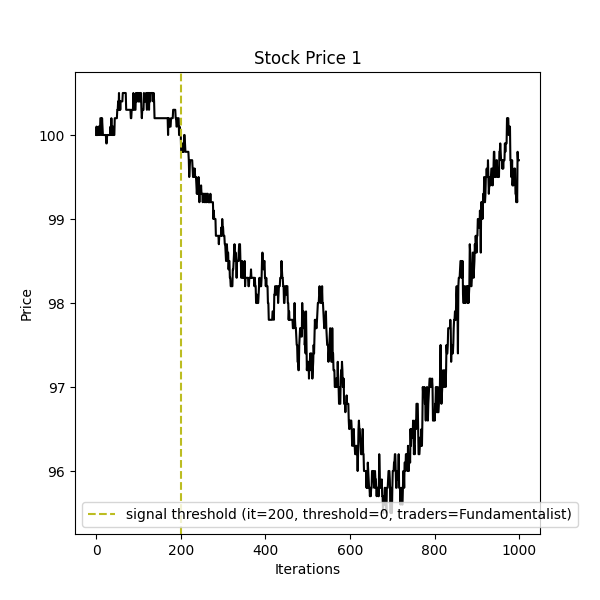 Stock Price 1
Price
100
99
98
97
96
signal threshold (it=200, threshold=0, traders=Fundamentalist)
0 200 400 600 800 1000
Iterations